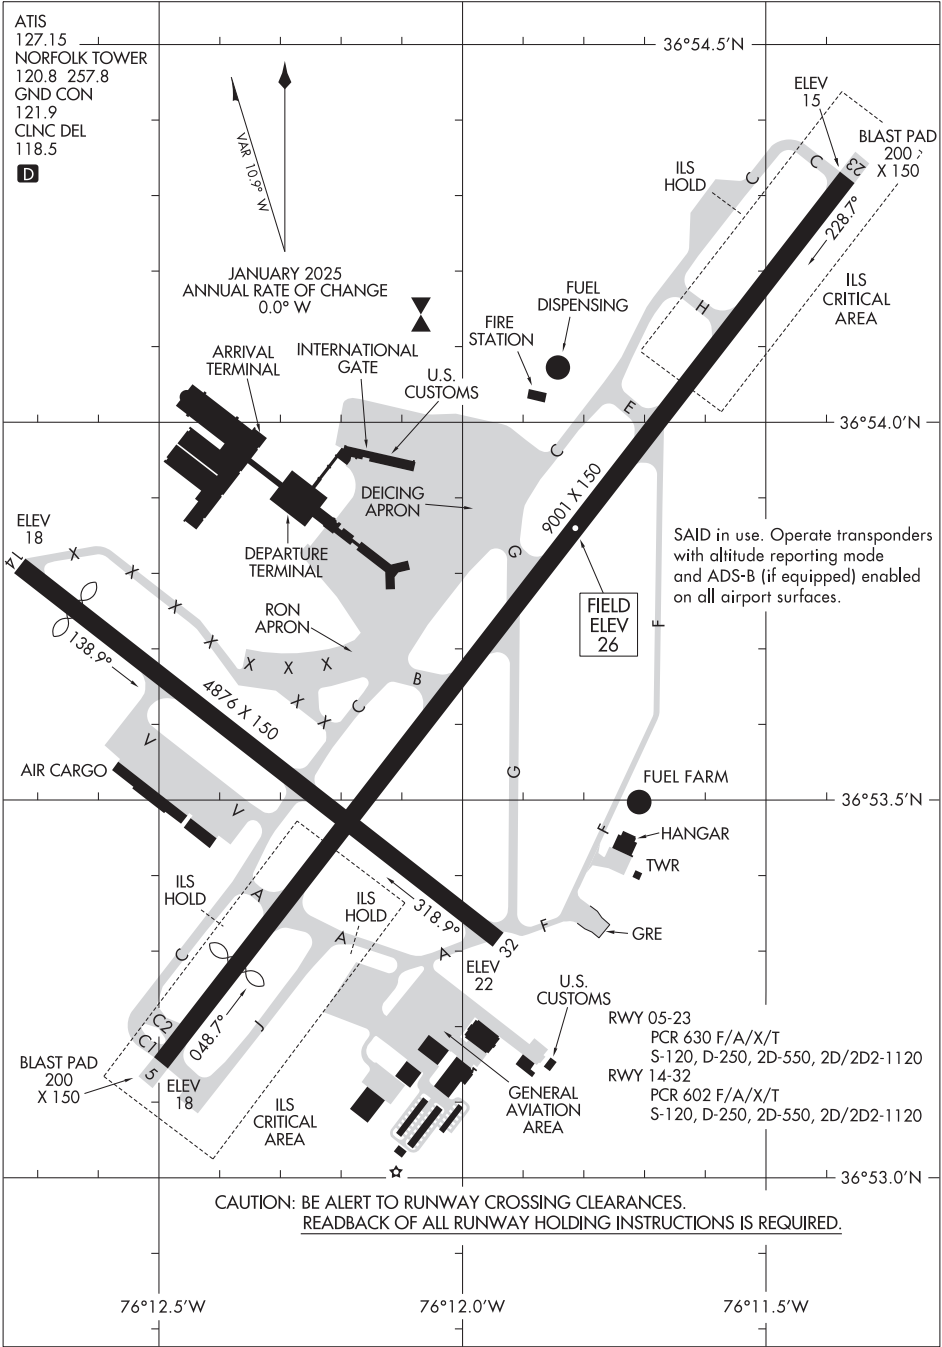 ATIS
127.15
NORFOLK TOWER
120.8 257.8
GND CON
121.9
CLNC DEL
118.5
D
VAR 10.9° W
JANUARY 2025
ANNUAL RATE OF CHANGE
0.0° W
36°54.5'N
ELEV
15
BLAST PAD
200
X 150
23
228.7°
ILS
HOLD
C
C
ILS
CRITICAL
AREA
H
FUEL
DISPENSING
FIRE
STATION
ARRIVAL
TERMINAL
INTERNATIONAL
GATE
U.S.
CUSTOMS
E
36°54.0'N
C
9001 X 150
DEICING
APRON
DEPARTURE
TERMINAL
G
SAID in use. Operate transponders
with altitude reporting mode
and ADS-B (if equipped) enabled
on all airport surfaces.
FIELD
ELEV
26
F
ELEV
18
14
X
X
X
X
X
X
X
X
X
138.9°
RON
APRON
B
C
4876 X 150
V
V
AIR CARGO
G
FUEL FARM
36°53.5'N
F
HANGAR
TWR
GRE
F
ILS
HOLD
A
ILS
HOLD
318.9°
A
A
32
ELEV
22
C
C2
C1
048.7°
J
5
ELEV
18
BLAST PAD
200
X 150
ILS
CRITICAL
AREA
U.S.
CUSTOMS
GENERAL
AVIATION
AREA
RWY 05-23
PCR 630 F/A/X/T
S-120, D-250, 2D-550, 2D/2D2-1120
RWY 14-32
PCR 602 F/A/X/T
S-120, D-250, 2D-550, 2D/2D2-1120
36°53.0'N
CAUTION: BE ALERT TO RUNWAY CROSSING CLEARANCES.
READBACK OF ALL RUNWAY HOLDING INSTRUCTIONS IS REQUIRED.
76°12.5'W
76°12.0'W
76°11.5'W